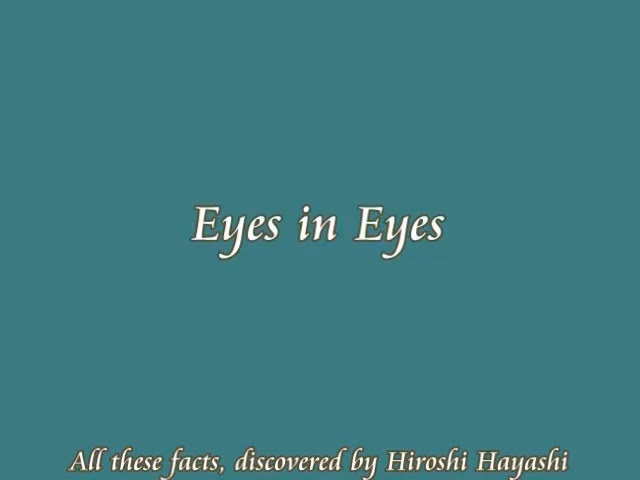 Eyes in Eyes
All these facts, discovered by Hiroshi Hayashi